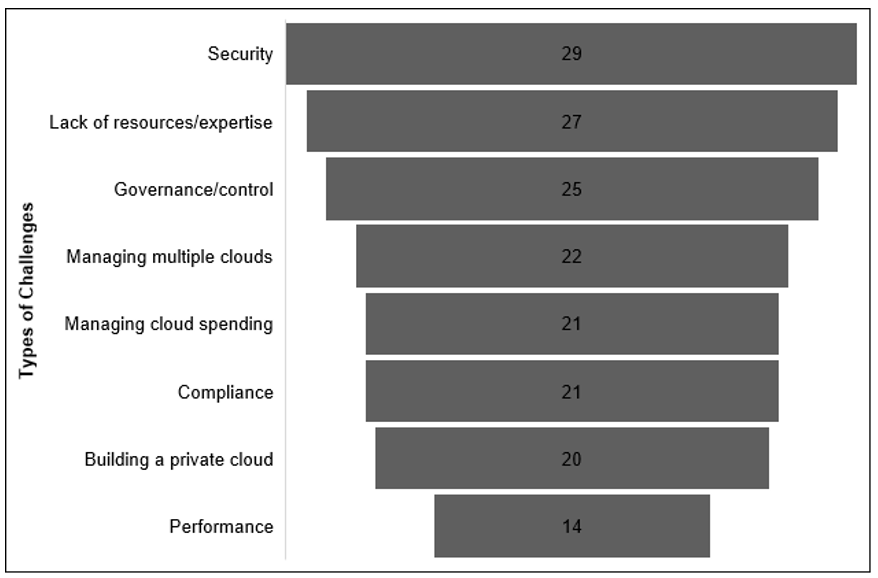 Types of Challenges
Security 29
Lack of resources/expertise 27
Governance/control 25
Managing multiple clouds 22
Managing cloud spending 21
Compliance 21
Building a private cloud 20
Performance 14